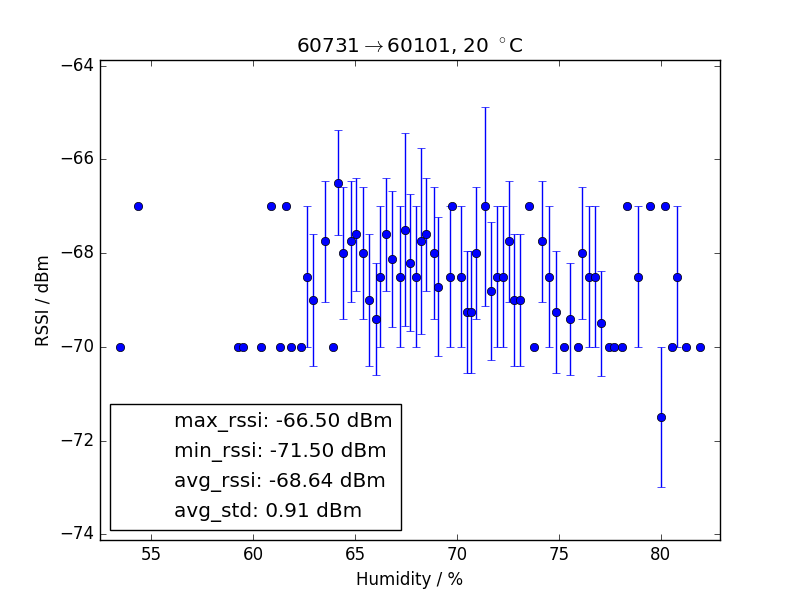 60731→60101, 20 °C
−64
−66
−68
−70
−72
−74
RSSI / dBm
max_rssi: -66.50 dBm
min_rssi: -71.50 dBm
avg_rssi: -68.64 dBm
avg_std: 0.91 dBm
55 60 65 70 75 80
Humidity / %